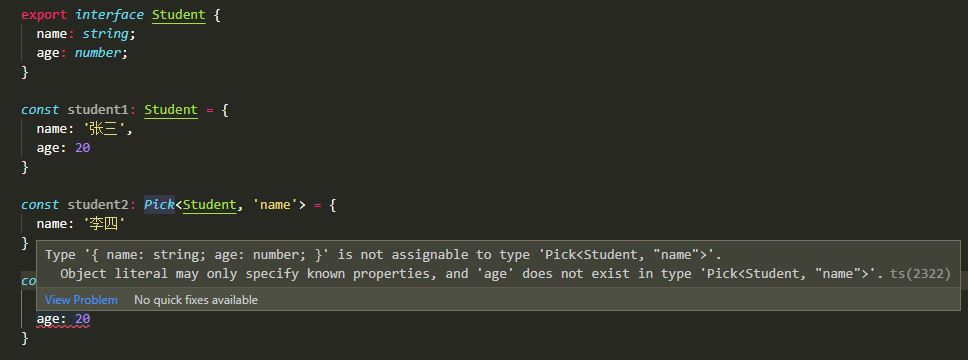 export interface Student {
name: string;
age: number;
}
const student1: Student = {
name: '张三',
age: 20
}
const student2: Pick<Student, 'name'> = {
name: '李四'
}
Type '{ name: string; age: number; }' is not assignable to type 'Pick<Student, "name">'.
Object literal may only specify known properties, and 'age' does not exist in type 'Pick<Student, "name">'. ts(2322)
co
View Problem No quick fixes available
age: 20
}